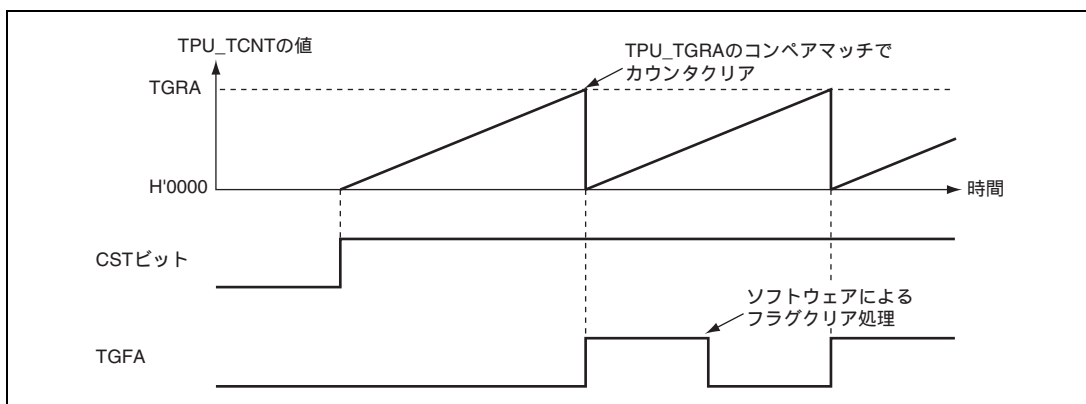 TPU_TCNTの値
TPU_TGRAのコンペアマッチで
カウンタクリア
TGRA
H'0000
時間
CSTビット
ソフトウェアによる
フラグクリア処理
TGFA